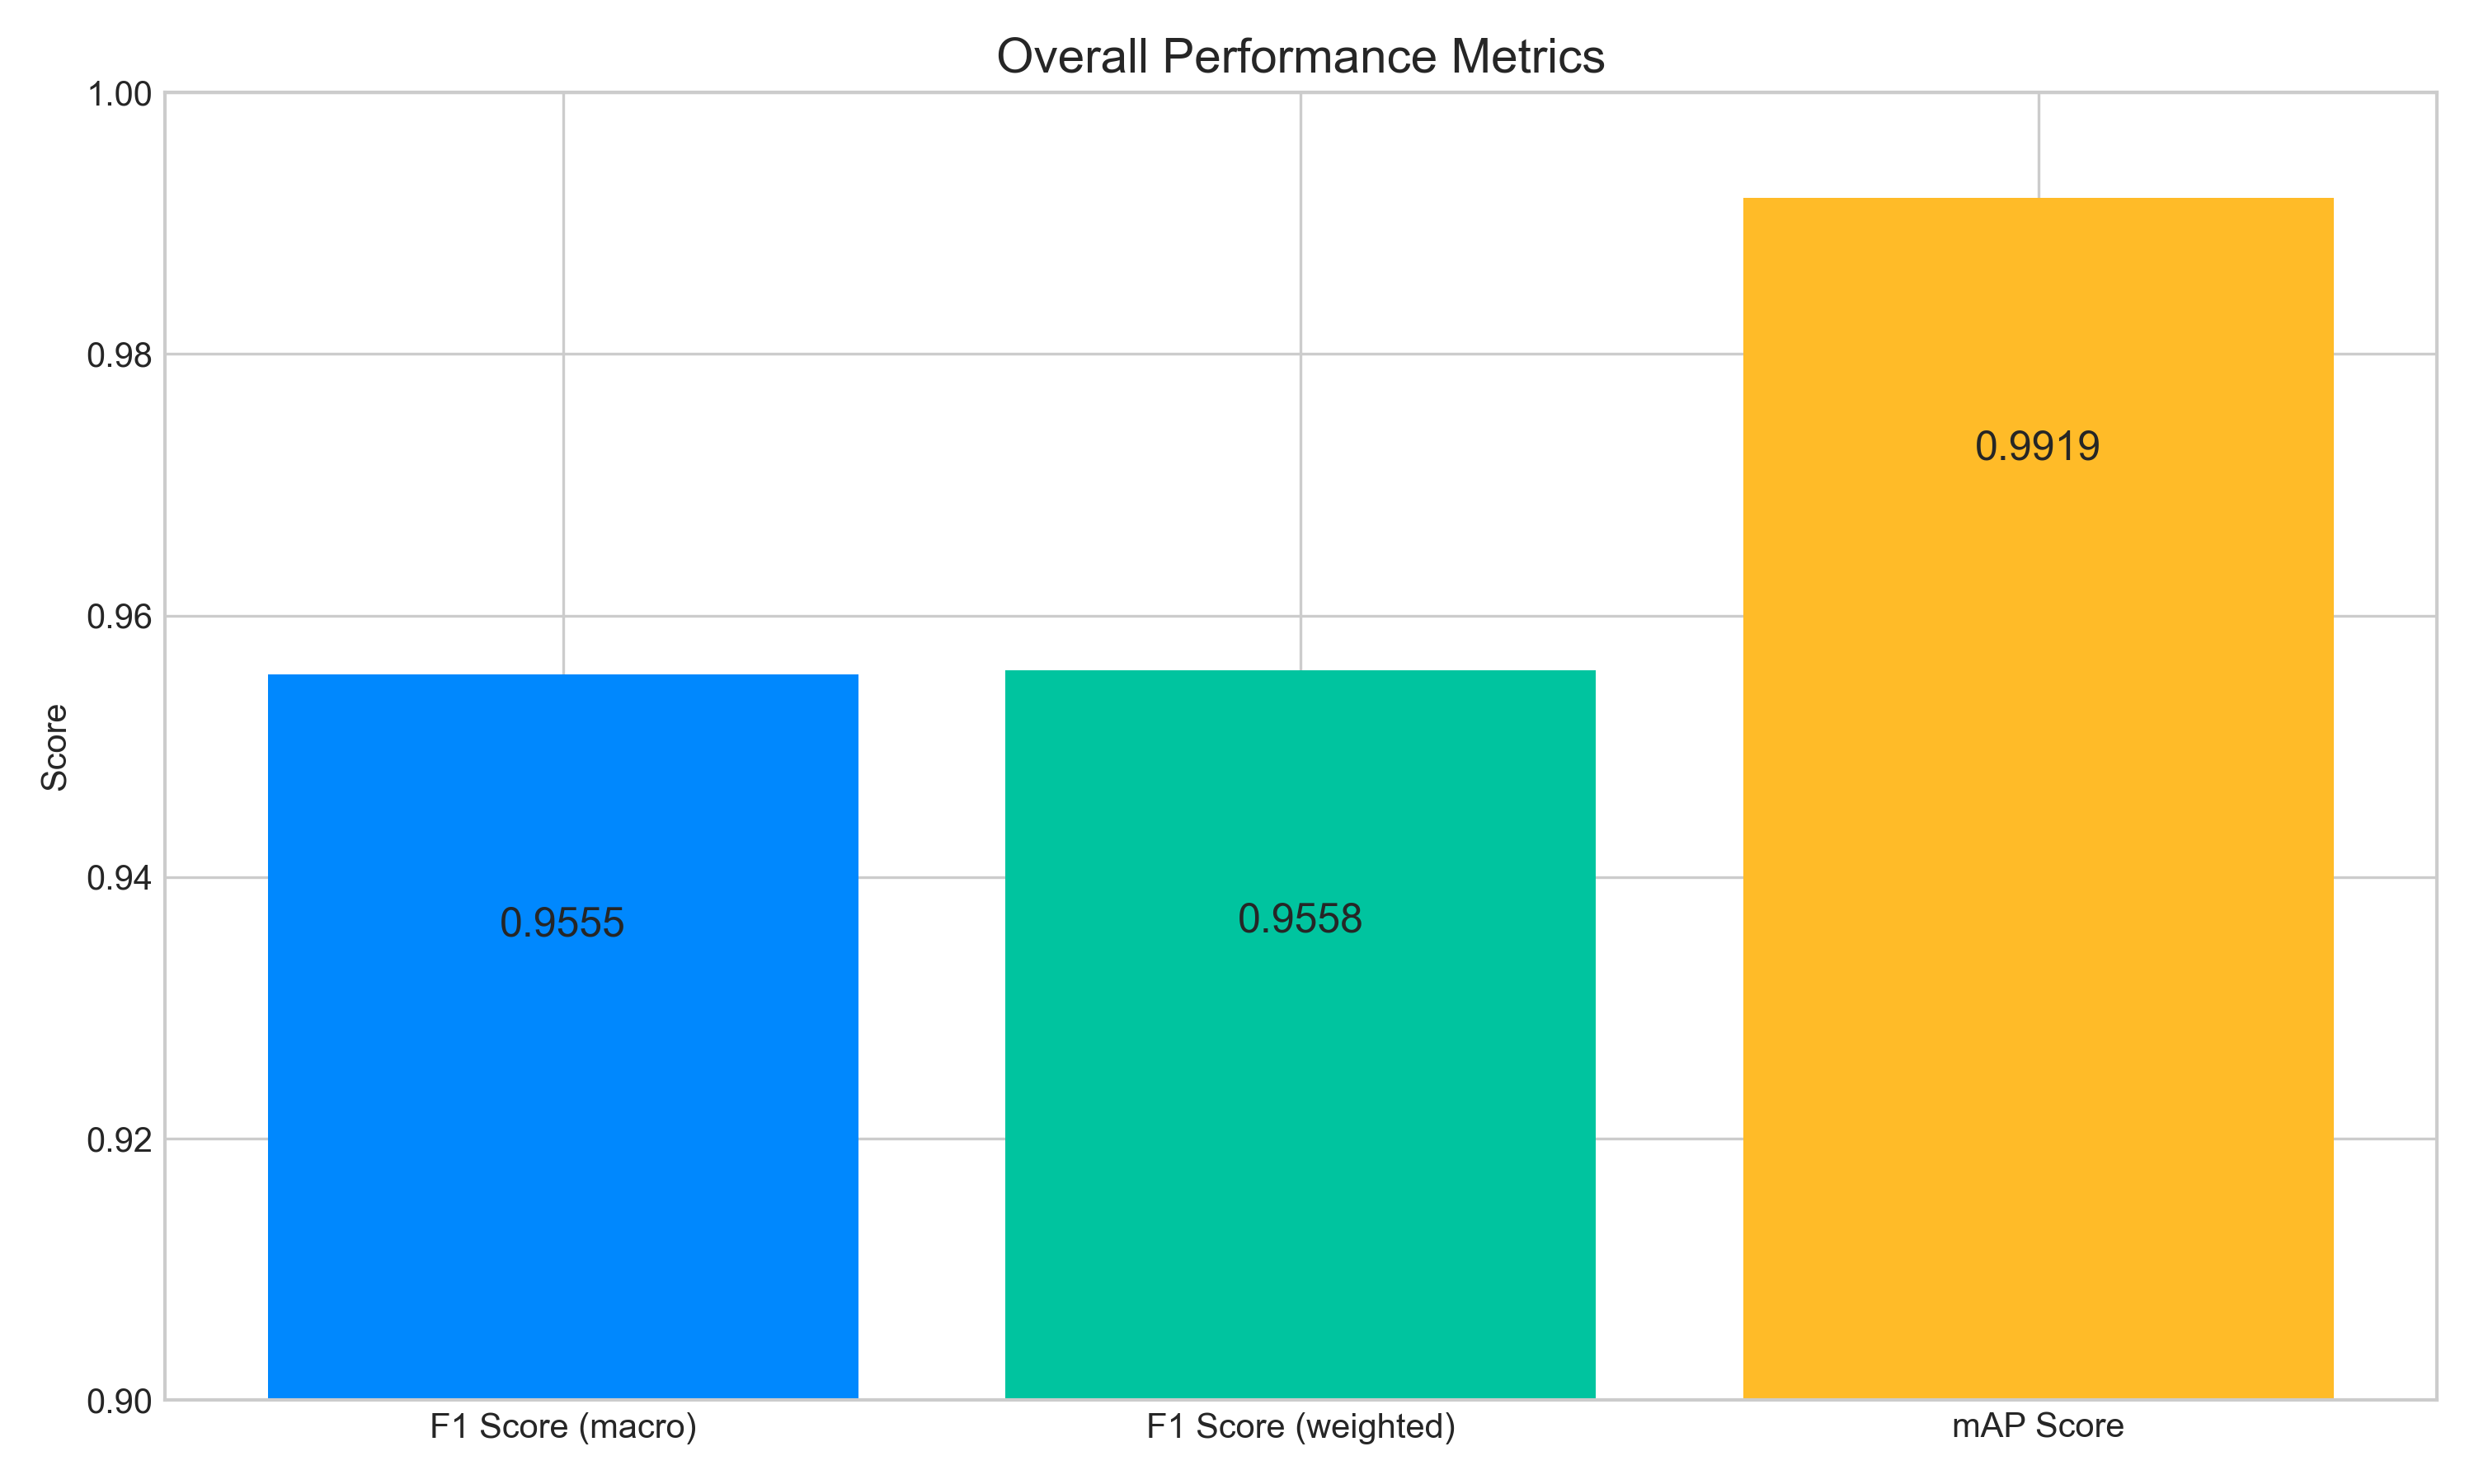 Overall Performance Metrics
1.00
0.98
0.96
0.94
0.92
0.90
Score
0.9555
0.9558
0.9919
F1 Score (macro)
F1 Score (weighted)
mAP Score